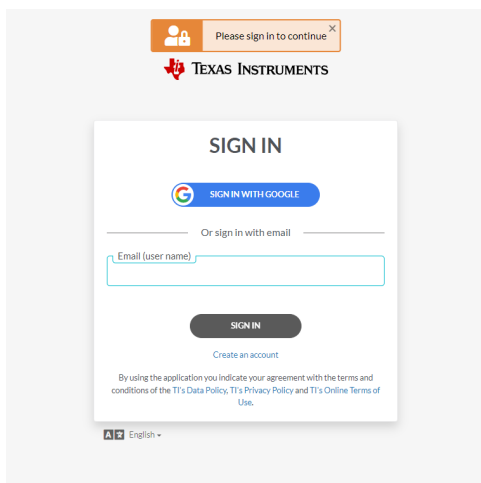 Please sign in to continue
TEXAS INSTRUMENTS
SIGN IN
SIGN IN WITH GOOGLE
Or sign in with email
Email (user name)
SIGN IN
Create an account
By using the application you indicate your agreement with the terms and
conditions of the TI's Data Policy, TI's Privacy Policy and TI's Online Terms of
Use.
English